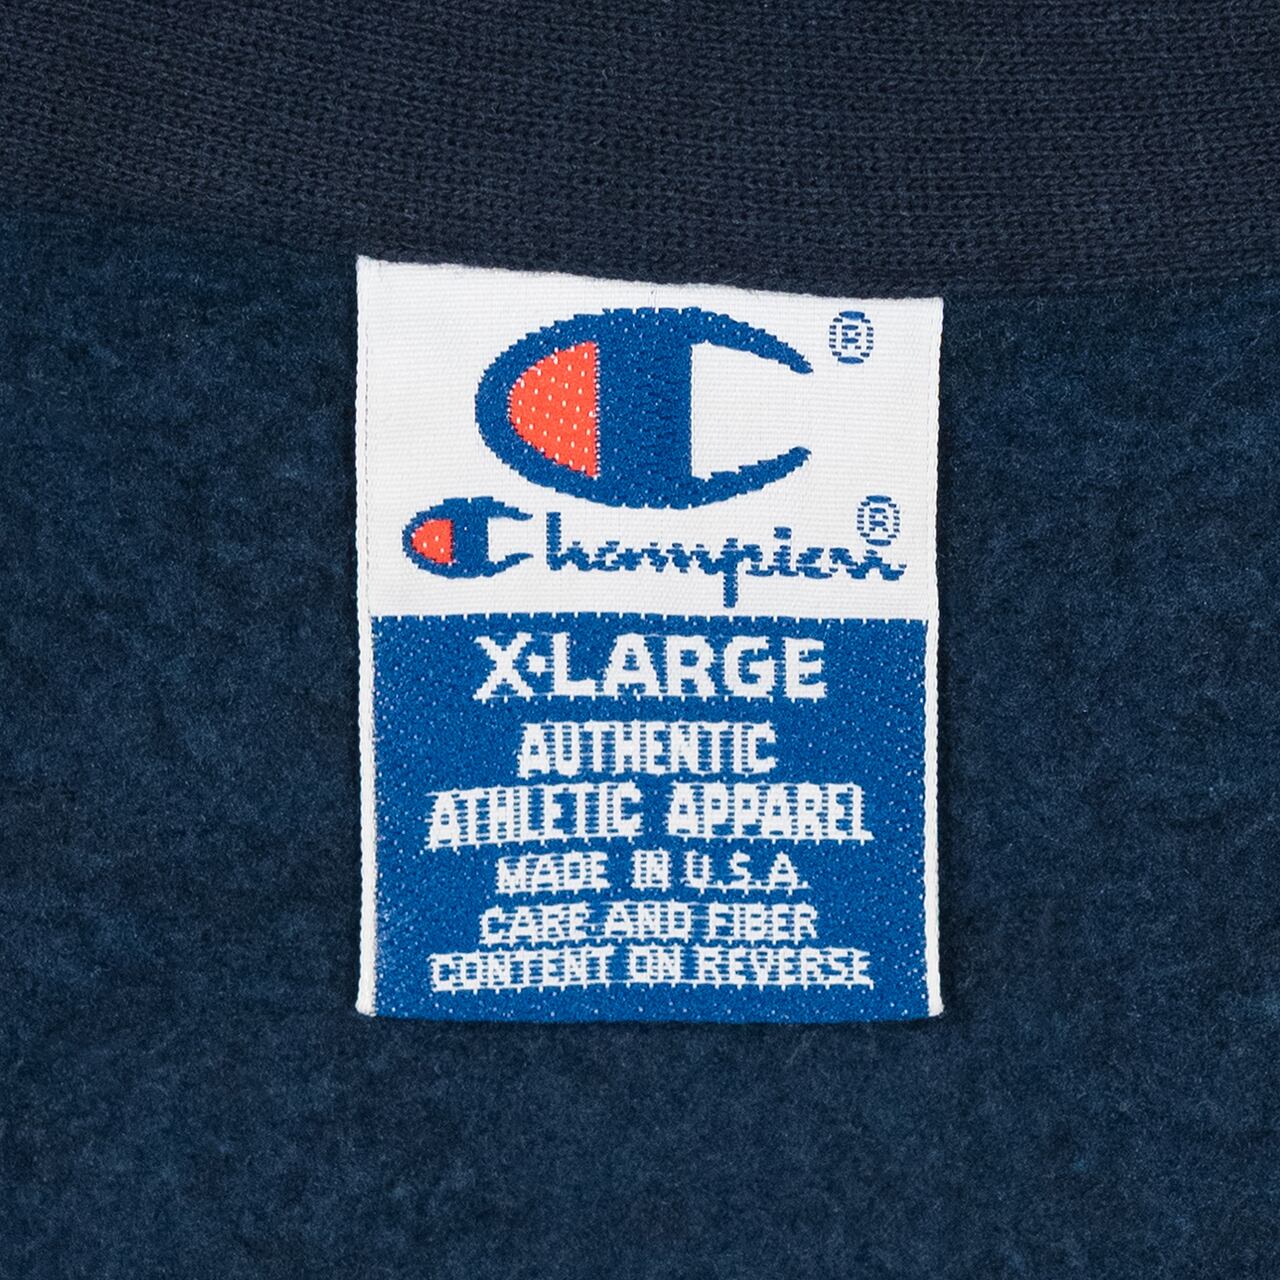 ®
Champion®
X·LARGE
AUTHENTIC
ATHLETIC APPAREL
MADE IN U.S.A.
CARE AND FIBER
CONTENT ON REVERSE